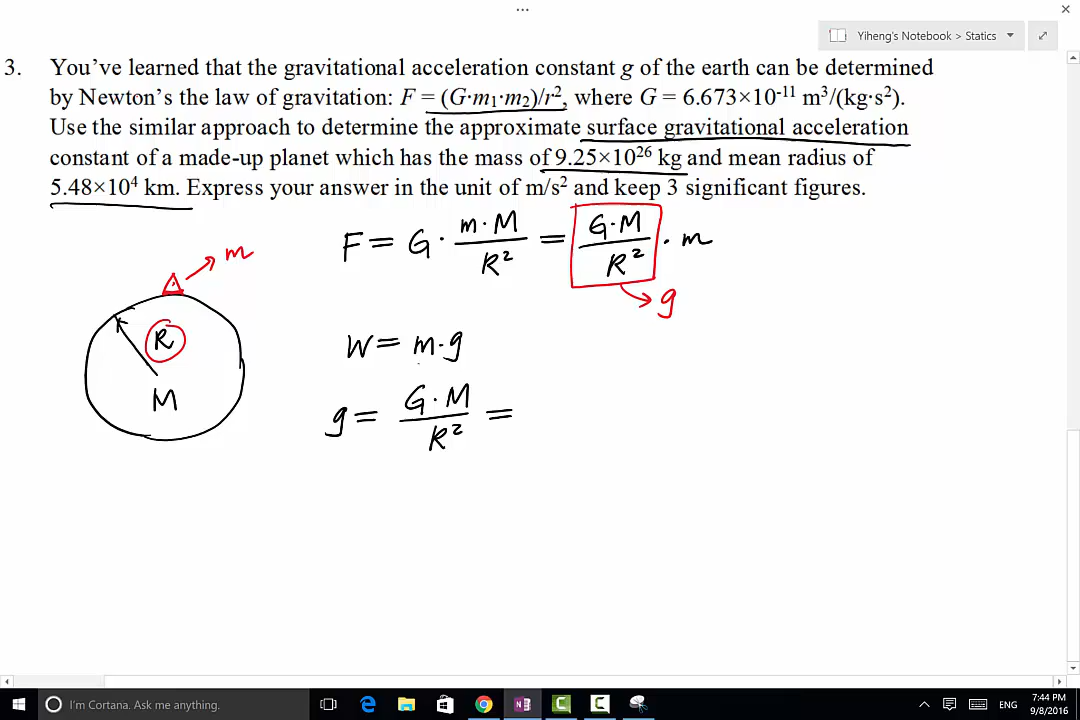 Yiheng's Notebook > Statics
3. You've learned that the gravitational acceleration constant g of the earth can be determined
by Newton's the law of gravitation: F = (G·m₁·m₂)/r², where G = 6.673×10⁻¹¹ m³/(kg·s²).
Use the similar approach to determine the approximate surface gravitational acceleration
constant of a made-up planet which has the mass of 9.25×10²⁶ kg and mean radius of
5.48×10⁴ km. Express your answer in the unit of m/s² and keep 3 significant figures.
F = G · (m·M)/R² = (G·M)/R² · m
m
g
R
W = m·g
M
g = (G·M)/R² =
I'm Cortana. Ask me anything.
ENG
7:44 PM
9/8/2016